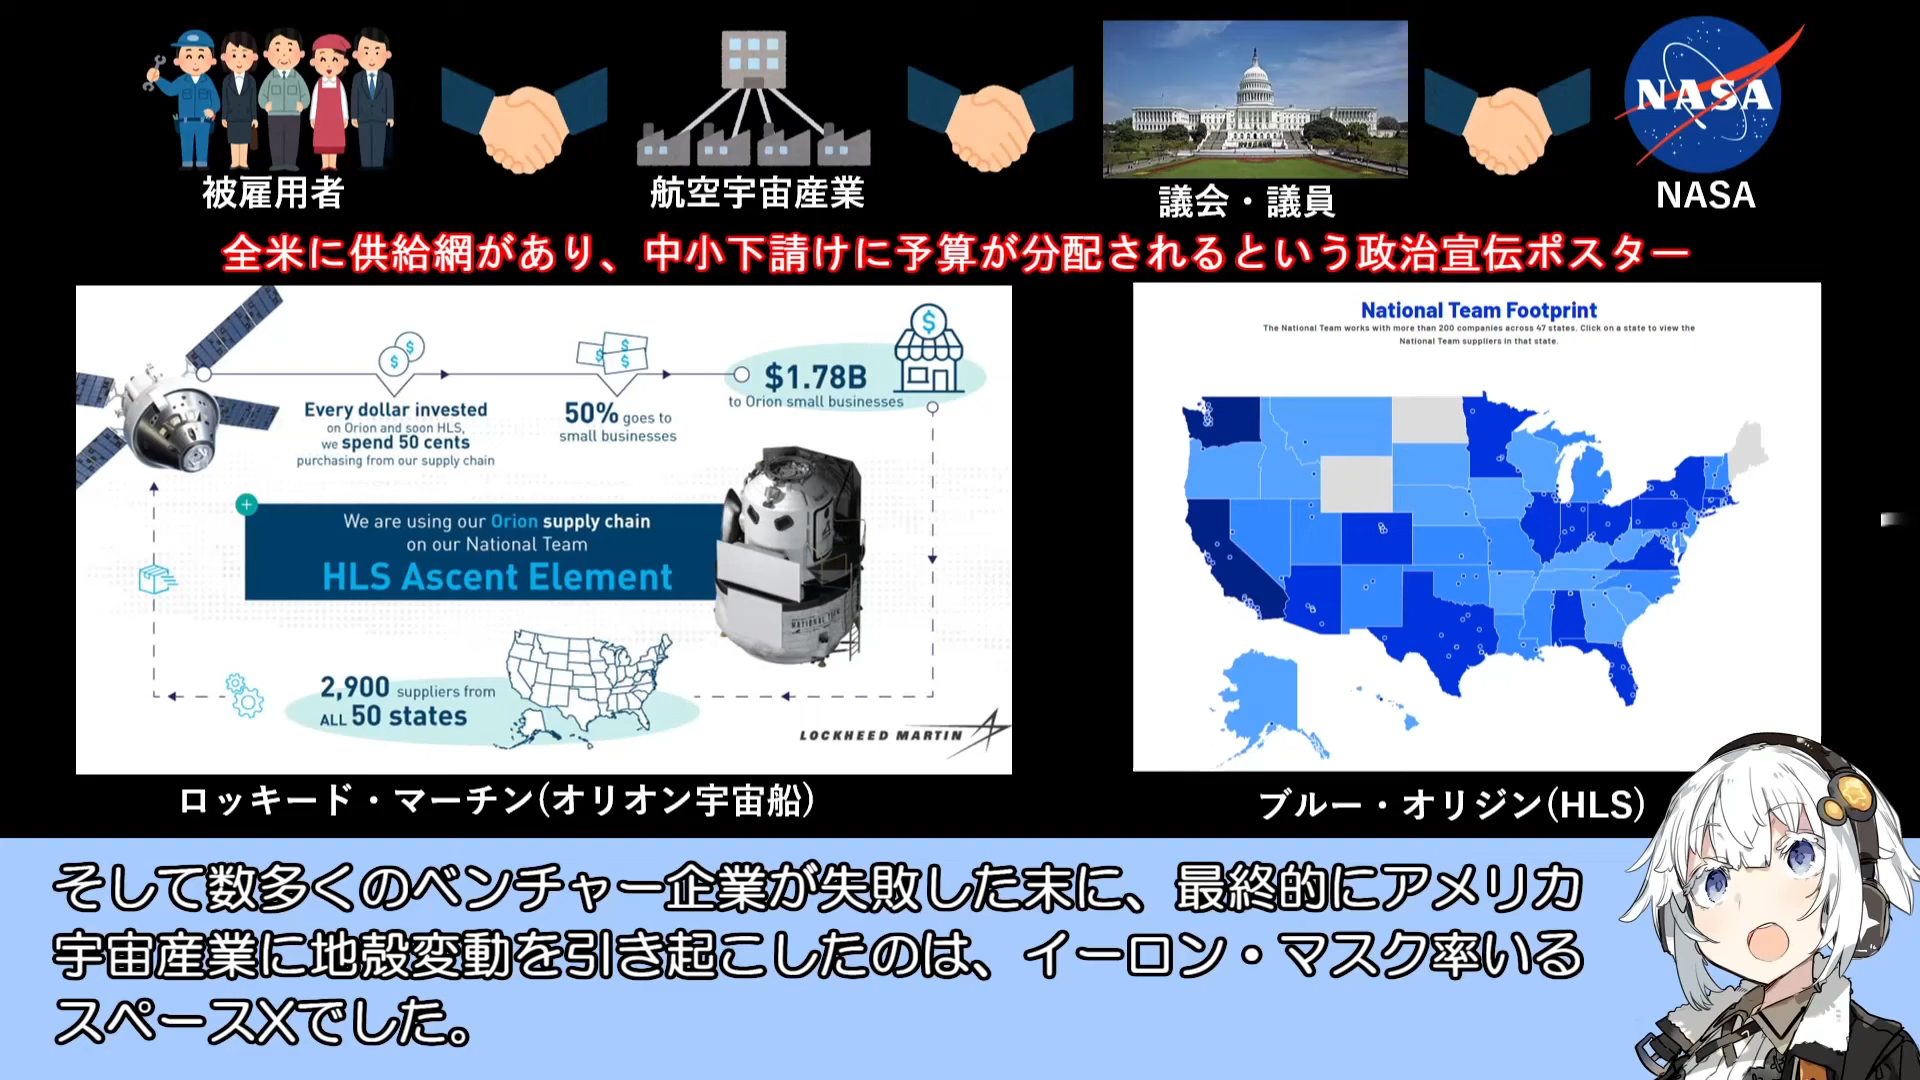 NASA
被雇用者
航空宇宙産業
議会・議員
NASA
全米に供給網があり、中小下請けに予算が分配されるという政治宣伝ポスター
Every dollar invested
on Orion and soon HLS,
we spend 50 cents
purchasing from our supply chain
50% goes to
small businesses
$1.78B
to Orion small businesses
We are using our Orion supply chain
on our National Team
HLS Ascent Element
2,900 suppliers from
ALL 50 states
LOCKHEED MARTIN
National Team Footprint
The National Team works with more than 200 companies across 47 states. Click on a state to view the
National Team suppliers in that state.
ロッキード・マーチン(オリオン宇宙船)
ブルー・オリジン(HLS)
そして数多くのベンチャー企業が失敗した末に、最終的にアメリカ
宇宙産業に地殻変動を引き起こしたのは、イーロン・マスク率いる
スペースXでした。